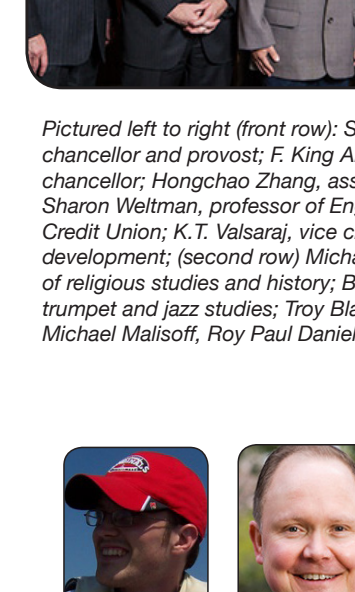 Pictured left to right (front row): S
chancellor and provost; F. King A
chancellor; Hongchao Zhang, ass
Sharon Weltman, professor of En
Credit Union; K.T. Valsaraj, vice c
development; (second row) Micha
of religious studies and history; B
trumpet and jazz studies; Troy Bla
Michael Malisoff, Roy Paul Daniel